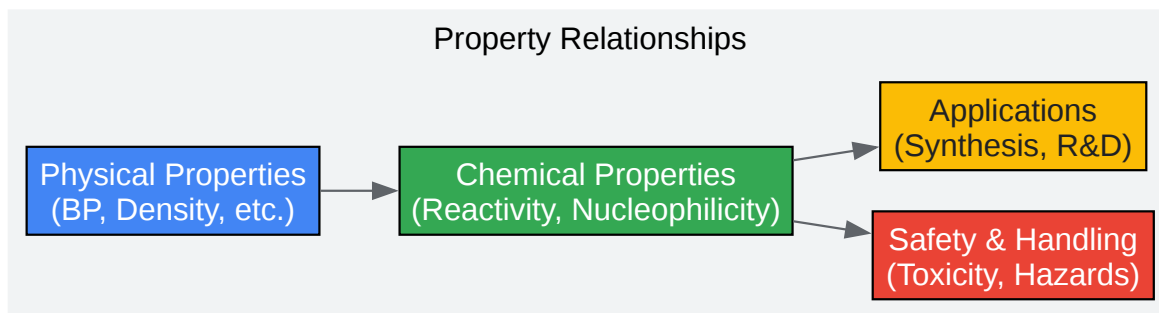 Property Relationships
Physical Properties
(BP, Density, etc.)
Chemical Properties
(Reactivity, Nucleophilicity)
Applications
(Synthesis, R&D)
Safety & Handling
(Toxicity, Hazards)